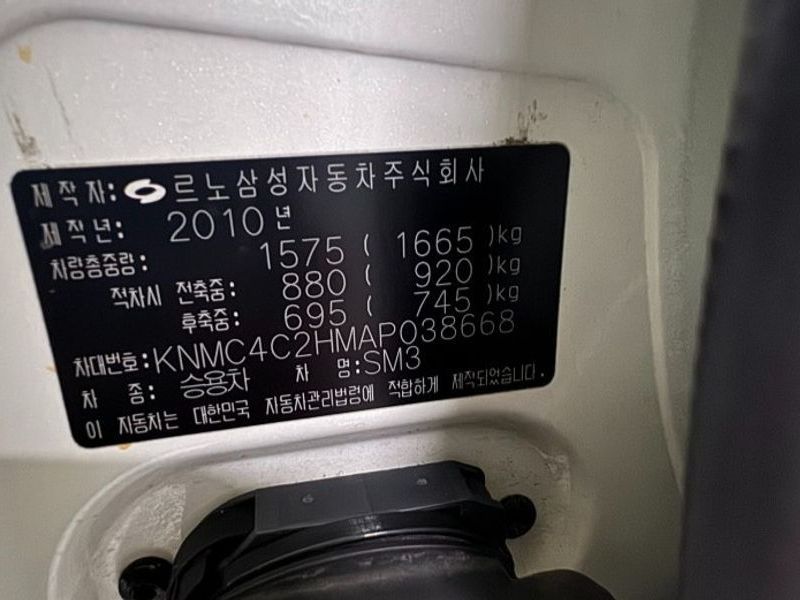 제작자: 르노삼성자동차주식회사
제작년: 2010년
차량총중량: 1575 ( 1665 )kg
적차시 전축중: 880 ( 920 )kg
후축중: 695 ( 745 )kg
차대번호:KNMC4C2HMAP038668
차 종: 승용차 차 명:SM3
이 자동차는 대한민국 자동차관리법령에 적합하게 제작되었습니다.